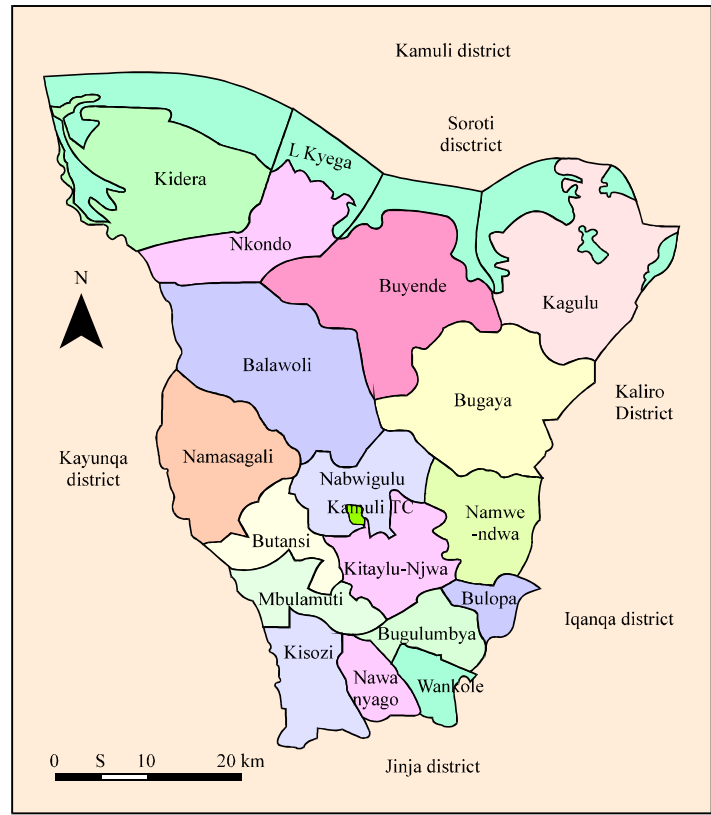 Kamuli district
Soroti
disctrict
L Kyega
Kidera
Nkondo
N
Buyende
Kagulu
Balawoli
Bugaya
Kaliro
District
Kayunqa
district
Namasagali
Nabwigulu
Kamuli TC
Namwe
-ndwa
Butansi
Kitaylu-Njwa
Mbulamuti
Bulopa
Iqanqa district
Bugulumbya
Kisozi
Nawa
nyago
Wankole
0 S 10 20 km
Jinja district